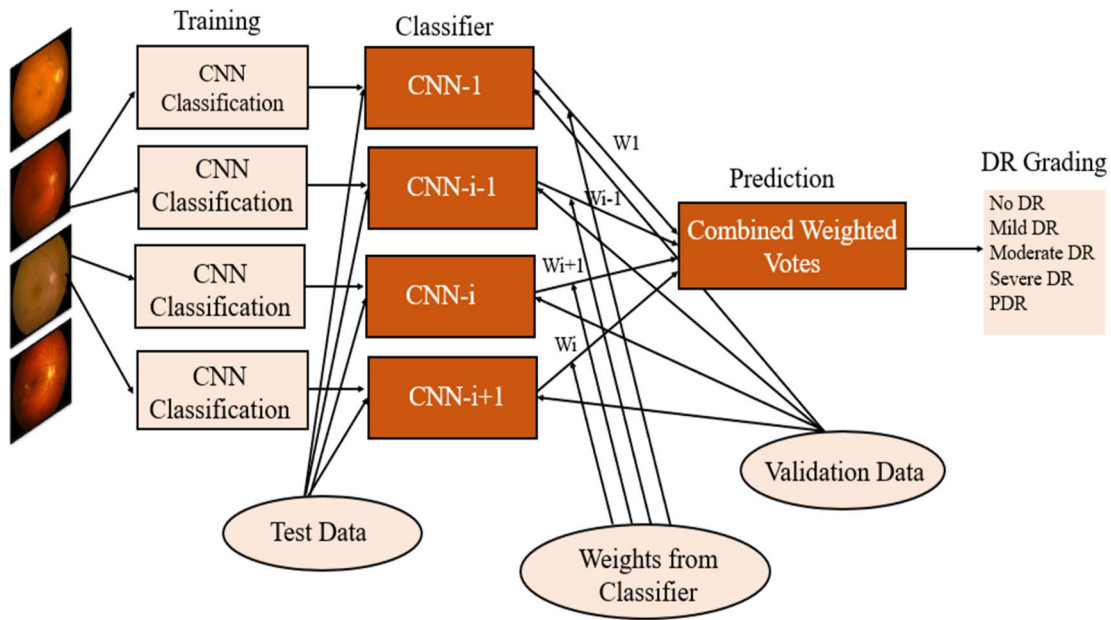 Training
Classifier
CNN
Classification
CNN-1
W1
CNN
Classification
CNN-i-1
Wi-1
Prediction
Combined Weighted
Votes
DR Grading
No DR
Mild DR
Moderate DR
Severe DR
PDR
CNN
Classification
CNN-i
Wi+1
CNN
Classification
CNN-i+1
Wi
Validation Data
Test Data
Weights from
Classifier